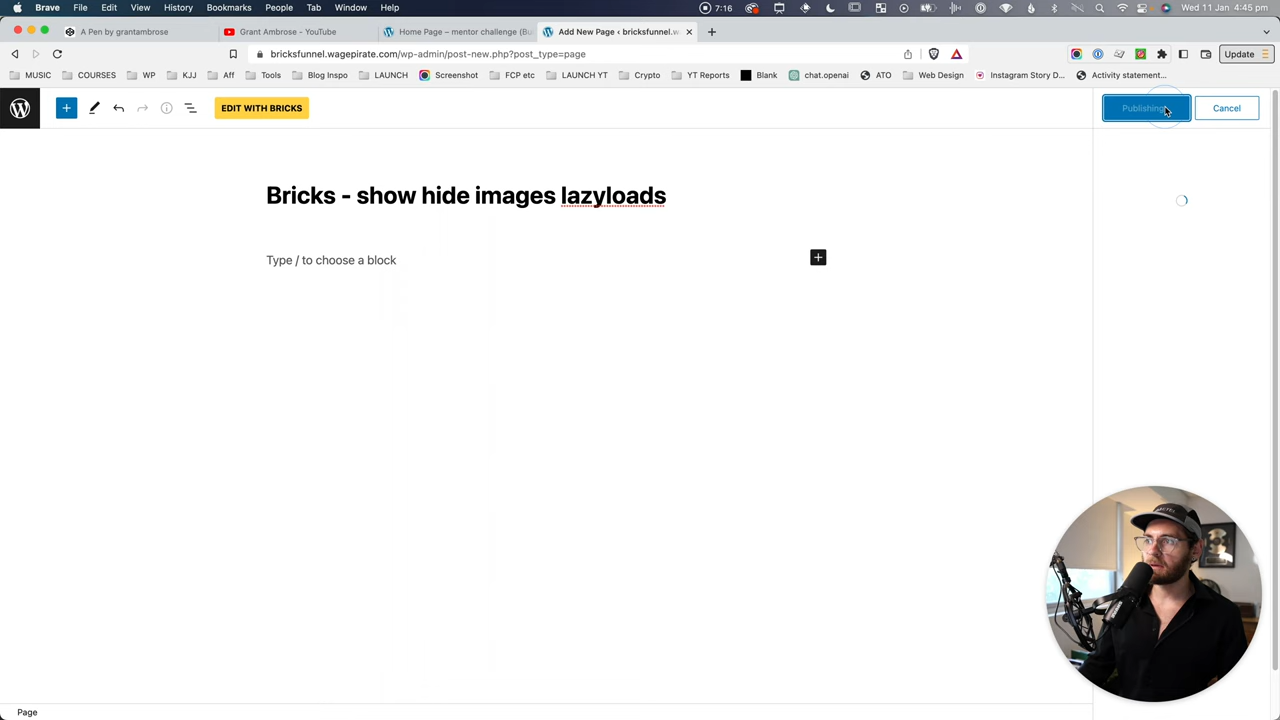 Brave File Edit View History Bookmarks People Tab Window Help 7:16 Wed 11 Jan 4:45 pm
A Pen by grantambrose Grant Ambrose - YouTube Home Page – mentor challenge (Bu Add New Page ‹ bricksfunnel.w
bricksfunnel.wagepirate.com/wp-admin/post-new.php?post_type=page Update
MUSIC COURSES WP KJJ Aff Tools Blog Inspo LAUNCH Screenshot FCP etc LAUNCH YT Crypto YT Reports Blank chat.openai ATO Web Design Instagram Story D... Activity statement...
EDIT WITH BRICKS Publishing Cancel
Bricks - show hide images lazyloads
Type / to choose a block
Page